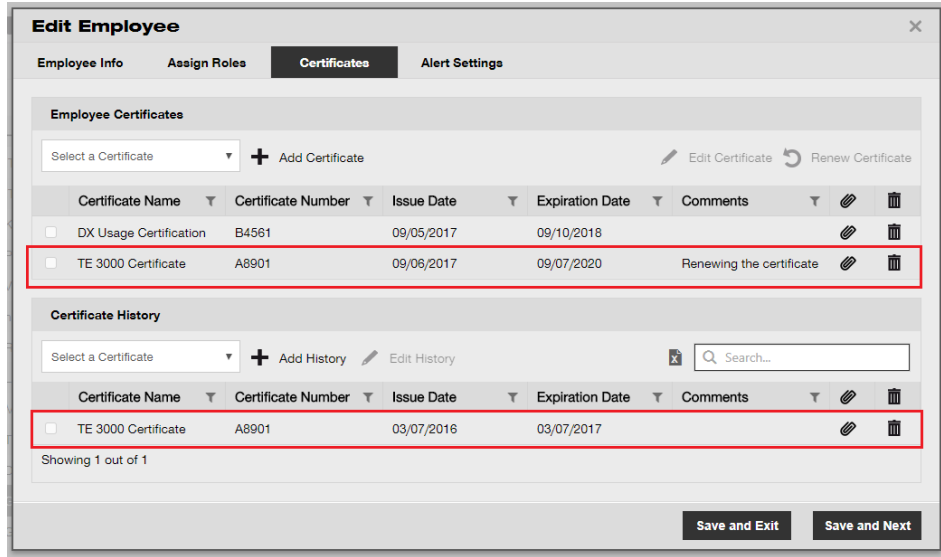 Edit Employee
Employee Info Assign Roles Certificates Alert Settings
Employee Certificates
Select a Certificate Add Certificate Edit Certificate Renew Certificate
Certificate Name Certificate Number Issue Date Expiration Date Comments
DX Usage Certification B4561 09/05/2017 09/10/2018
TE 3000 Certificate A8901 09/06/2017 09/07/2020 Renewing the certificate
Certificate History
Select a Certificate Add History Edit History Search...
Certificate Name Certificate Number Issue Date Expiration Date Comments
TE 3000 Certificate A8901 03/07/2016 03/07/2017
Showing 1 out of 1
Save and Exit Save and Next